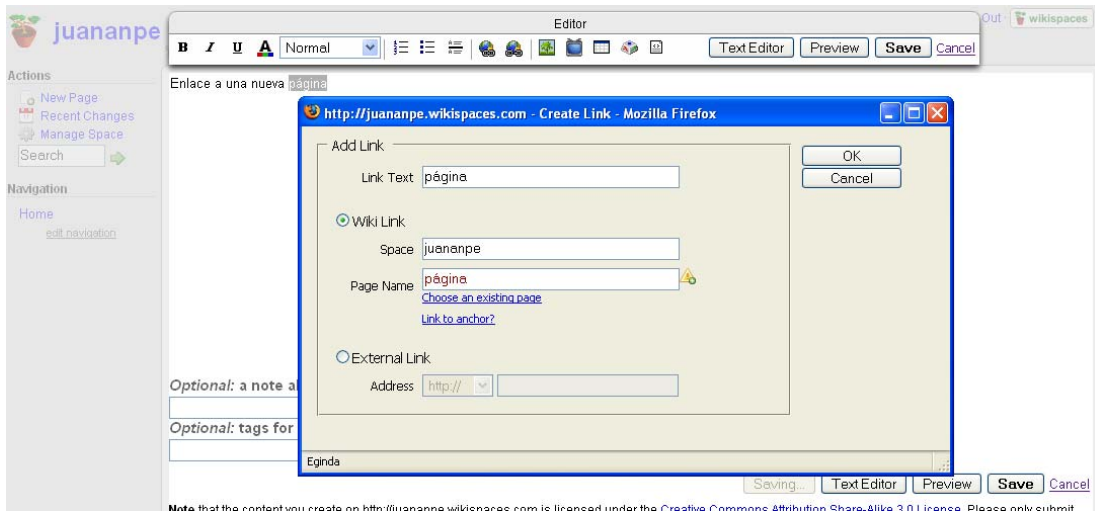 juananpe
Editor
Out
wikispaces
B I U A Normal Text Editor Preview Save Cancel
Actions
New Page
Recent Changes
Manage Space
Search
Navigation
Home
edit navigation
Enlace a una nueva página
http://juananpe.wikispaces.com - Create Link - Mozilla Firefox
Add Link
OK
Cancel
Link Text página
Wiki Link
Space juananpe
Page Name página
Choose an existing page
Link to anchor?
External Link
Address http://
Eginda
Optional: a note
Optional: tags for
Saving... Text Editor Preview Save Cancel
Note that the content you create on http://juananpe.wikispaces.com is licensed under the Creative Commons Attribution Share-Alike 3.0 License. Please only submit